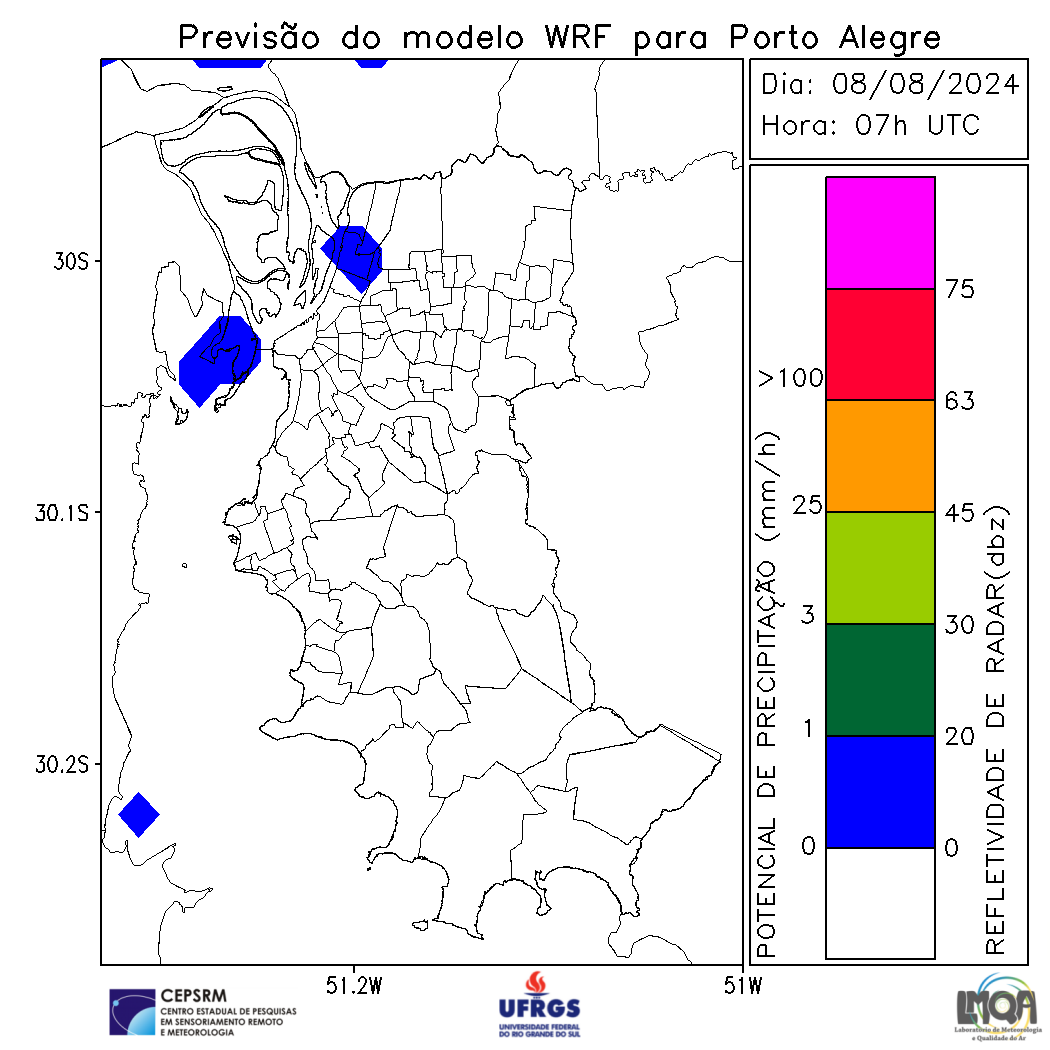 Previsão do modelo WRF para Porto Alegre
Dia: 08/08/2024
Hora: 07h UTC
30S
30.1S
30.2S
51.2W
51W
POTENCIAL DE PRECIPITAÇÃO (mm/h)
>100
25
3
1
0
75
63
45
30
20
0
REFLETIVIDADE DE RADAR(dbz)
CEPSRM
CENTRO ESTADUAL DE PESQUISAS
EM SENSORIAMENTO REMOTO
E METEOROLOGIA
UFRGS
UNIVERSIDADE FEDERAL
DO RIO GRANDE DO SUL
LMQA
Laboratório de Meteorologia
e Qualidade do Ar